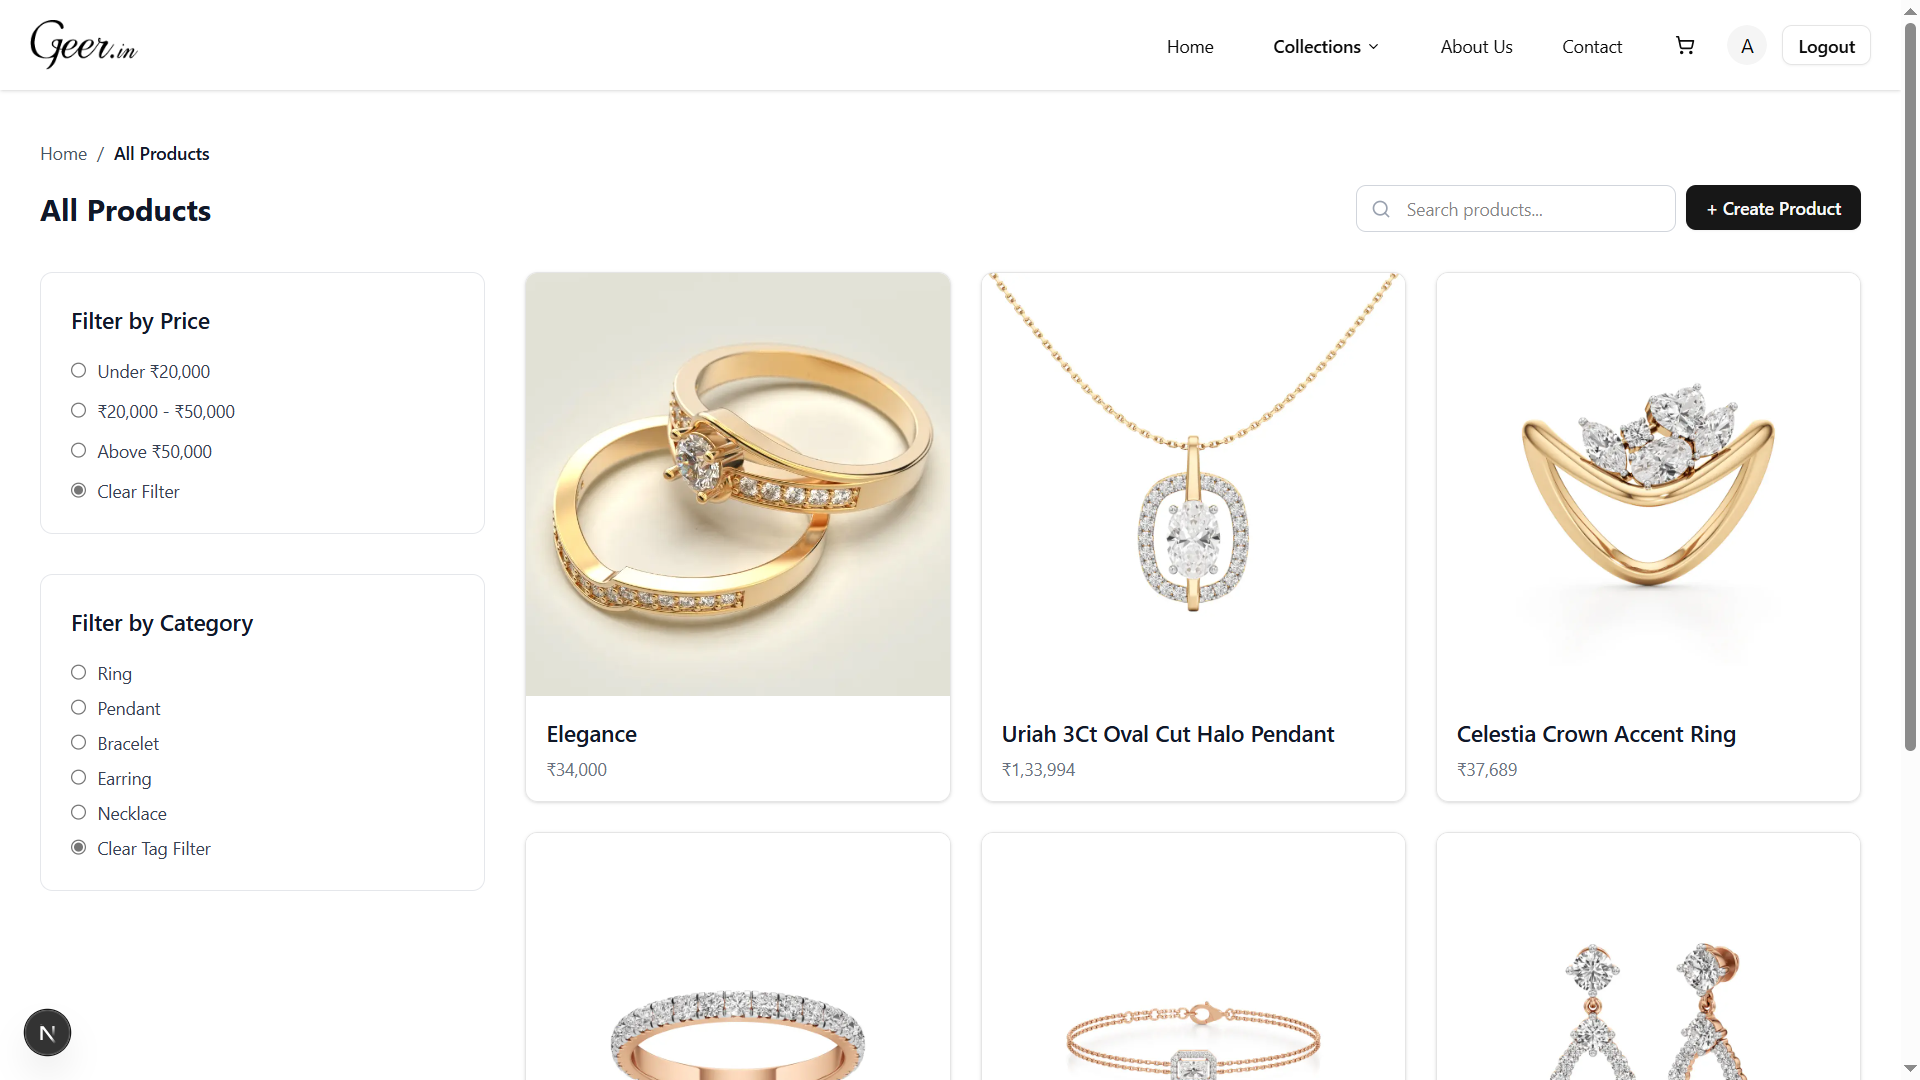 Geer.in
Home
Collections
About Us
Contact
A
Logout
Home / All Products
All Products
Search products...
+ Create Product
Filter by Price
Under ₹20,000
₹20,000 - ₹50,000
Above ₹50,000
Clear Filter
Filter by Category
Ring
Pendant
Bracelet
Earring
Necklace
Clear Tag Filter
Elegance
₹34,000
Uriah 3Ct Oval Cut Halo Pendant
₹1,33,994
Celestia Crown Accent Ring
₹37,689
N